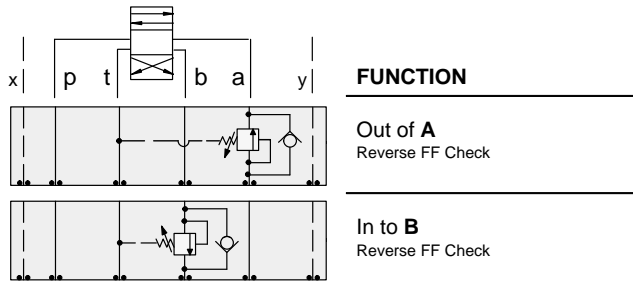 x p t b a y
FUNCTION
Out of A
Reverse FF Check
In to B
Reverse FF Check